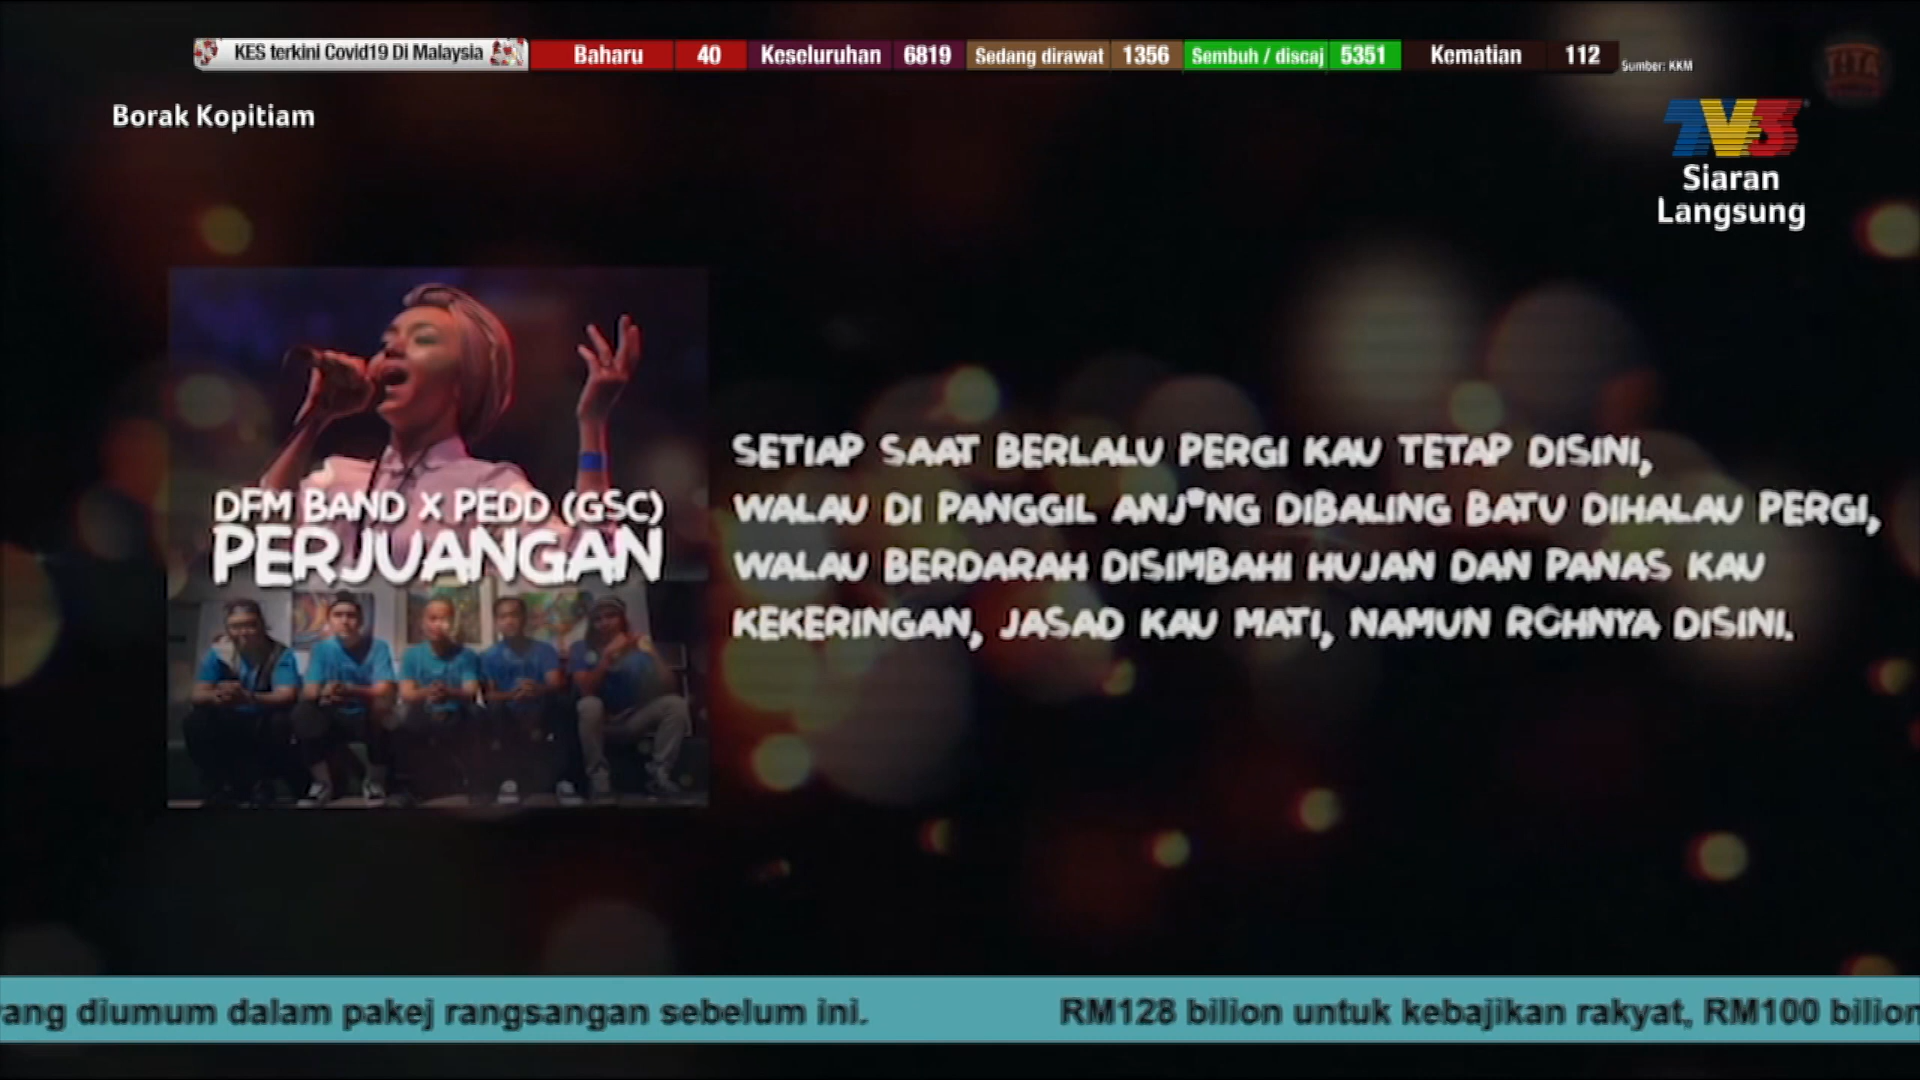 KES terkini Covid19 Di Malaysia Baharu 40 Keseluruhan 6819 Sedang dirawat 1356 Sembuh / discaj 5351 Kematian 112 Sumber: KKM
TITA
Borak Kopitiam
TV3
Siaran
Langsung
DFM BAND X PEDD (GSC)
PERJUANGAN
SETIAP SAAT BERLALU PERGI KAU TETAP DISINI,
WALAU DI PANGGIL ANJ*NG DIBALING BATU DIHALAU PERGI,
WALAU BERDARAH DISIMBAHI HUJAN DAN PANAS KAU
KEKERINGAN, JASAD KAU MATI, NAMUN ROHNYA DISINI.
yang diumum dalam pakej rangsangan sebelum ini. RM128 bilion untuk kebajikan rakyat, RM100 bilion